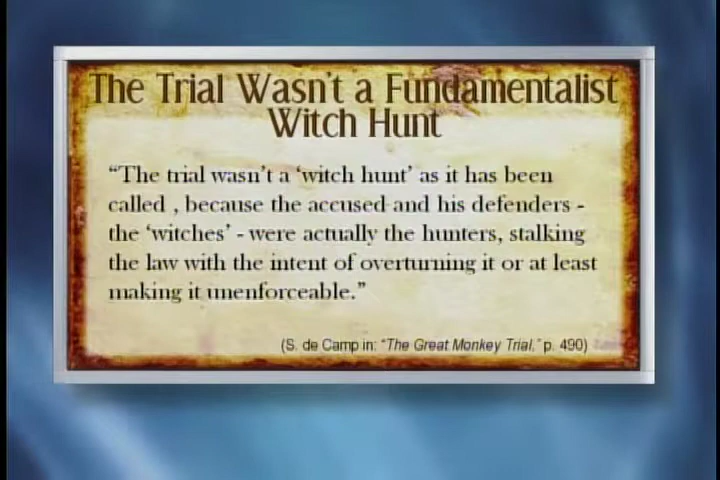 The Trial Wasn't a Fundamentalist
Witch Hunt
“The trial wasn’t a ‘witch hunt’ as it has been
called , because the accused and his defenders -
the ‘witches’ - were actually the hunters, stalking
the law with the intent of overturning it or at least
making it unenforceable.”
(S. de Camp in: “The Great Monkey Trial,” p. 490)